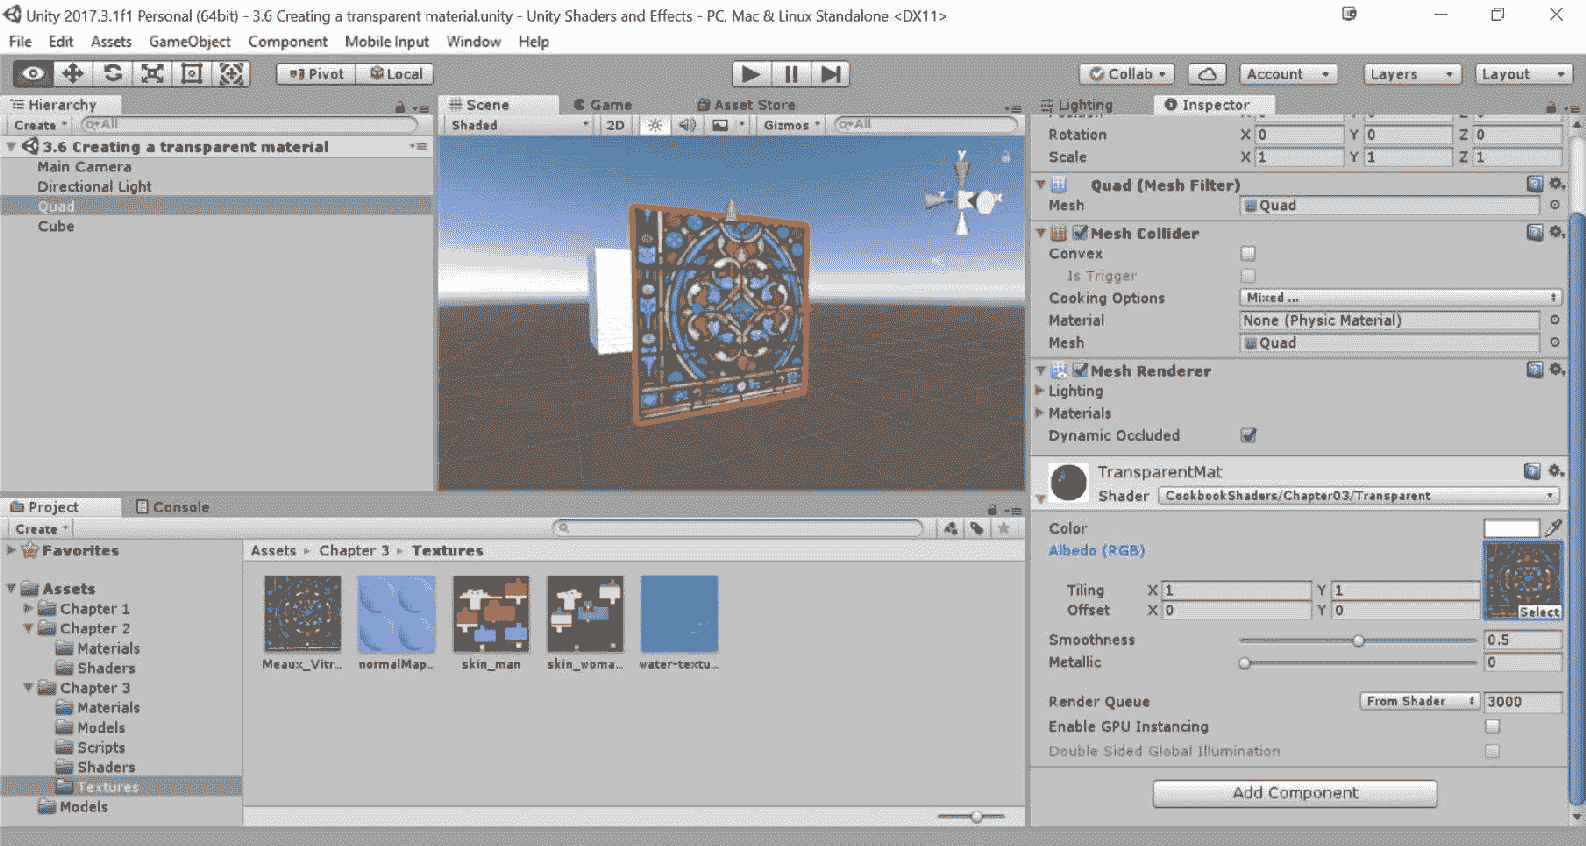 Unity 2017.3.1f1 Personal (64bit) - 3.6 Creating a transparent material.unity - Unity Shaders and Effects - PC, Mac & Linux Standalone <DX11>
File Edit Assets GameObject Component Mobile Input Window Help
Pivot Local Collab Account Layers Layout
Hierarchy
Create All
3.6 Creating a transparent material
Main Camera
Directional Light
Quad
Cube
Scene Game Asset Store
Shaded 2D Gizmos All
y
Lighting Inspector
Rotation X 0 Y 0 Z 0
Scale X 1 Y 1 Z 1
Quad (Mesh Filter)
Mesh Quad
Mesh Collider
Convex
Is Trigger
Cooking Options Mixed ...
Material None (Physic Material)
Mesh Quad
Mesh Renderer
Lighting
Materials
Dynamic Occluded
TransparentMat
Shader CookbookShaders/Chapter03/Transparent
Color
Albedo (RGB)
Tiling X 1 Y 1
Offset X 0 Y 0
Select
Smoothness 0.5
Metallic 0
Render Queue From Shader 3000
Enable GPU Instancing
Double Sided Global Illumination
Add Component
Project Console
Create
Favorites
Assets
Chapter 1
Chapter 2
Materials
Shaders
Chapter 3
Materials
Models
Scripts
Shaders
Textures
Models
Assets Chapter 3 Textures
Meaux_Vitr... normalMap... skin_man skin_woma... water-textu...